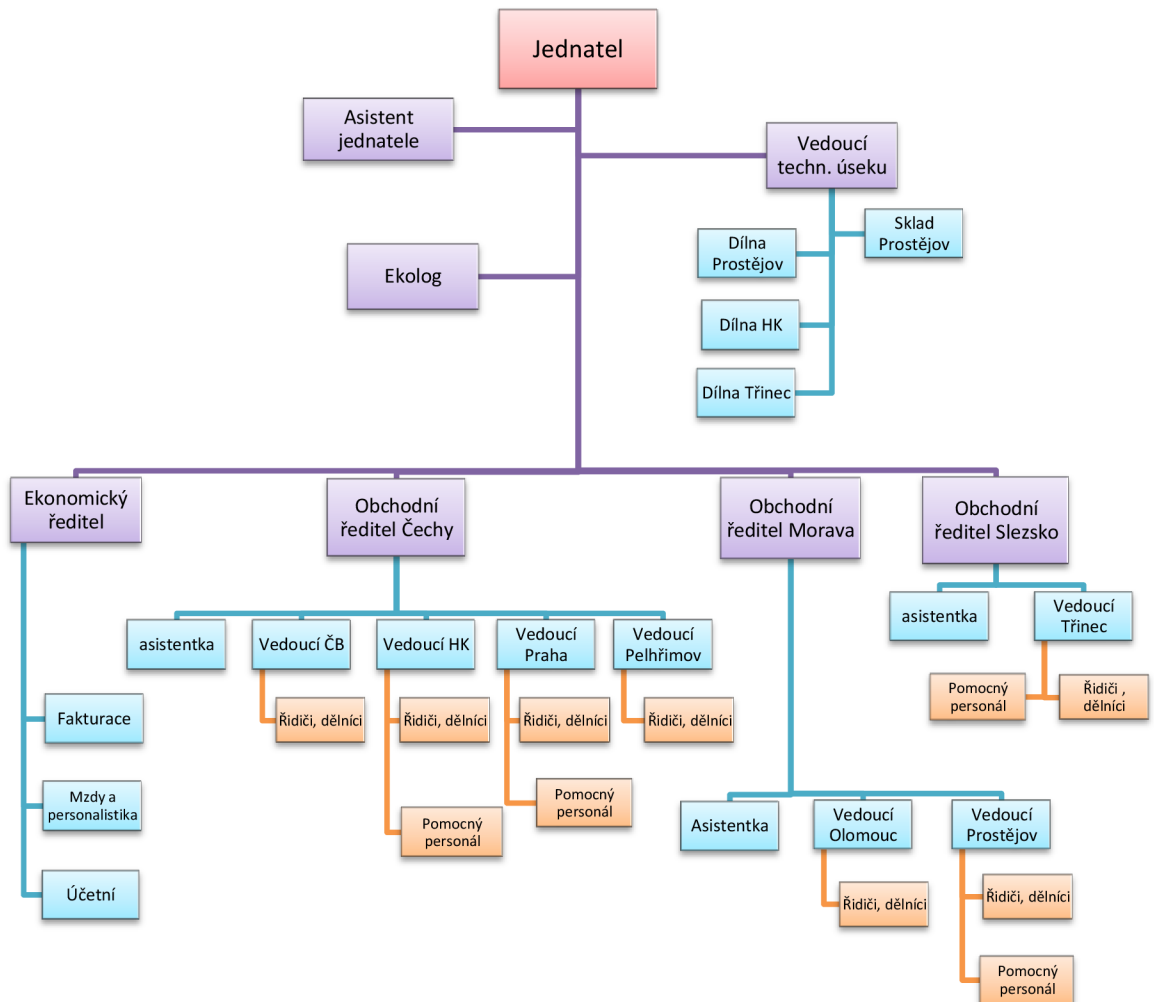 Jednatel
Asistent
jednatele
Vedoucí
techn. úseku
Sklad
Prostějov
Dílna
Prostějov
Ekolog
Dílna HK
Dílna Třinec
Ekonomický
ředitel
Obchodní
ředitel Čechy
Obchodní
ředitel Morava
Obchodní
ředitel Slezsko
asistentka
Vedoucí ČB
Vedoucí HK
Vedoucí
Praha
Vedoucí
Pelhřimov
asistentka
Vedoucí
Třinec
Pomocný
personál
Řidiči ,
dělníci
Fakturace
Řidiči, dělníci
Řidiči, dělníci
Řidiči, dělníci
Řidiči, dělníci
Mzdy a
personalistika
Pomocný
personál
Pomocný
personál
Asistentka
Vedoucí
Olomouc
Vedoucí
Prostějov
Účetní
Řidiči, dělníci
Řidiči, dělníci
Pomocný
personál